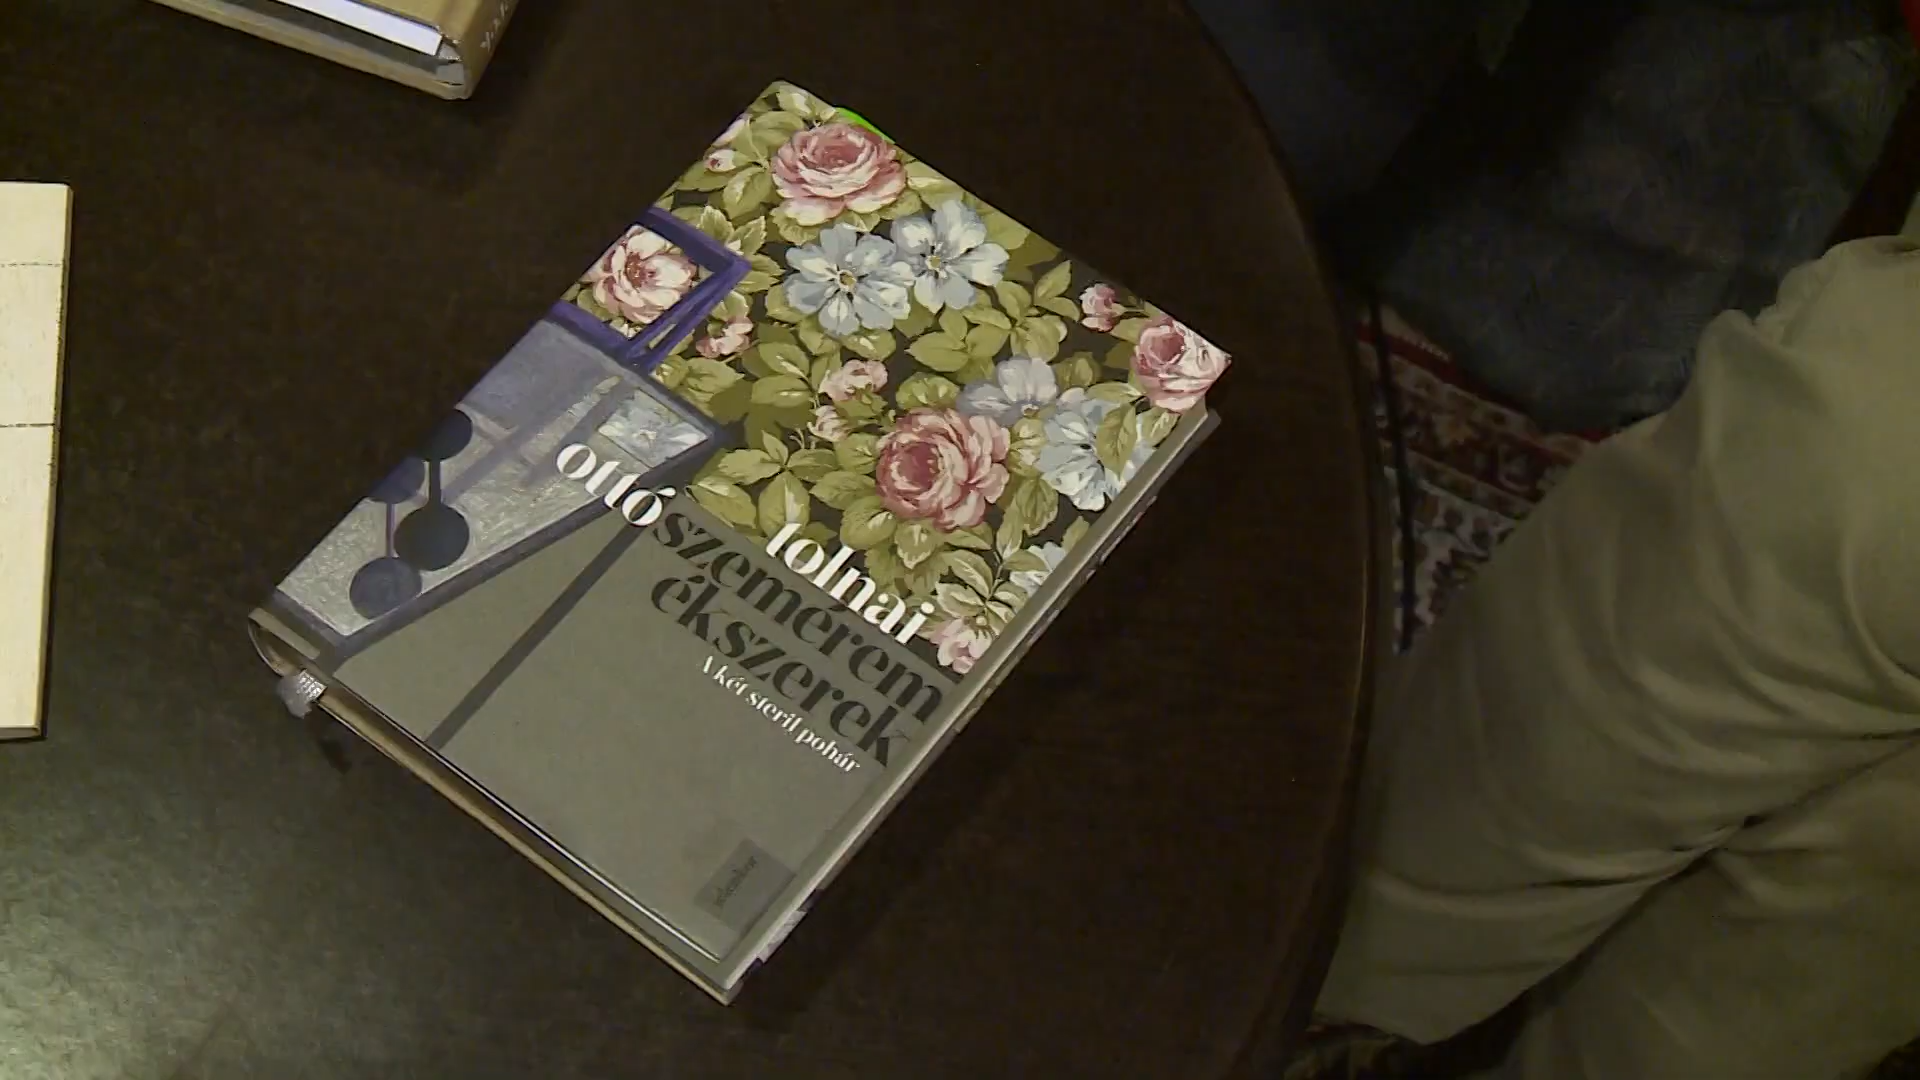 ottó
tolnai
szemérem
ékszerek
A két steril pohár